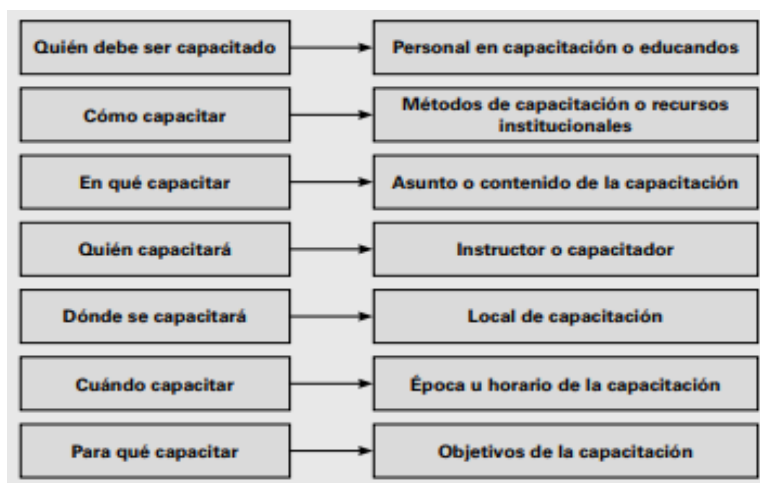 Quién debe ser capacitado
Personal en capacitación o educandos
Cómo capacitar
Métodos de capacitación o recursos
institucionales
En qué capacitar
Asunto o contenido de la capacitación
Quién capacitará
Instructor o capacitador
Dónde se capacitará
Local de capacitación
Cuándo capacitar
Época u horario de la capacitación
Para qué capacitar
Objetivos de la capacitación